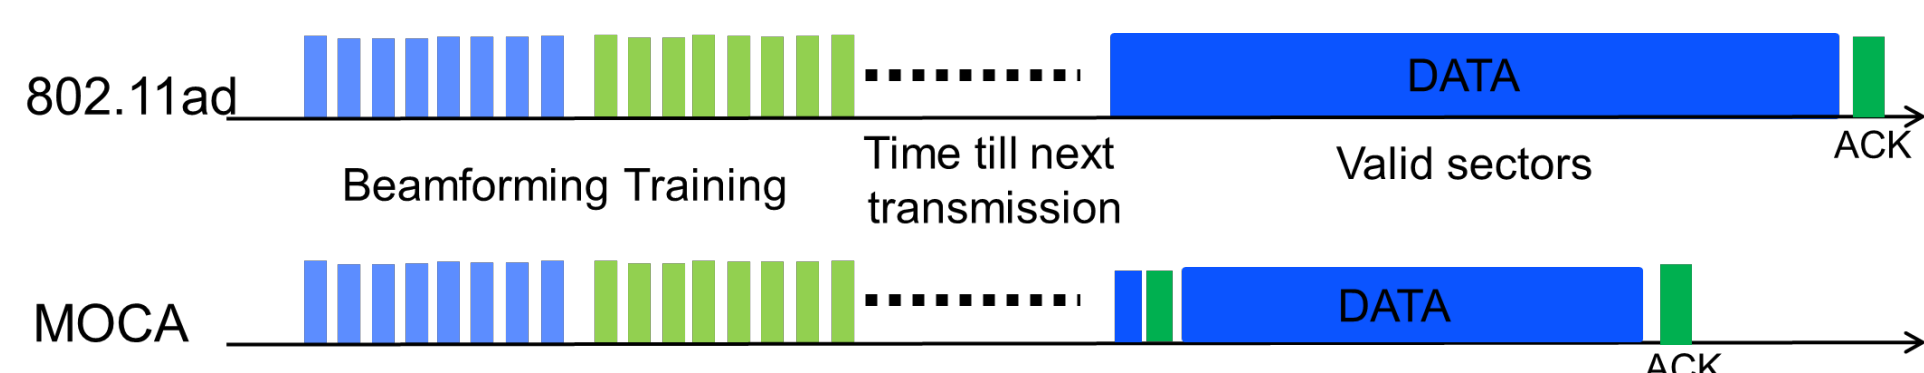 802.11ad
DATA
ACK
Beamforming Training
Time till next
transmission
Valid sectors
MOCA
DATA
ACK